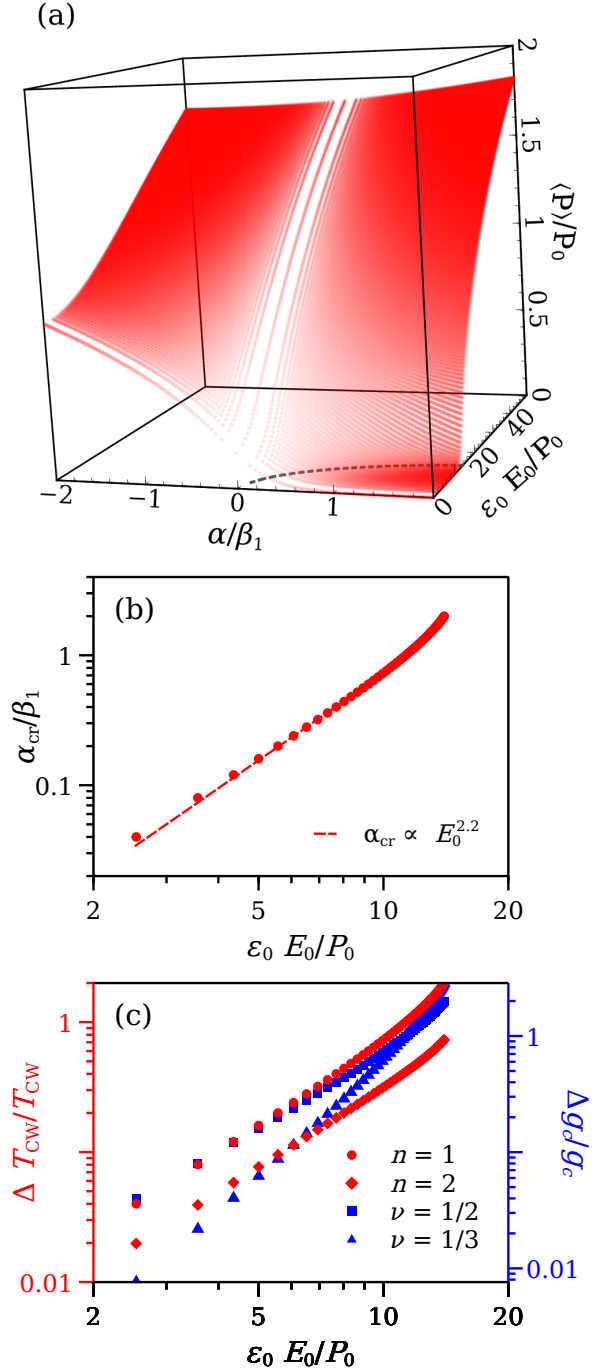 (a)
2
1.5
1
0.5
0
⟨P⟩/P₀
40
20
0
ε₀ E₀/P₀
−2
−1
0
1
α/β₁
(b)
1
0.1
α_cr/β₁
α_cr ∝ E₀^2.2
2
5
10
20
ε₀ E₀/P₀
(c)
1
0.01
Δ T_CW/T_CW
1
0.01
Δg_c/g_c
n = 1
n = 2
ν = 1/2
ν = 1/3
2
5
10
20
ε₀ E₀/P₀